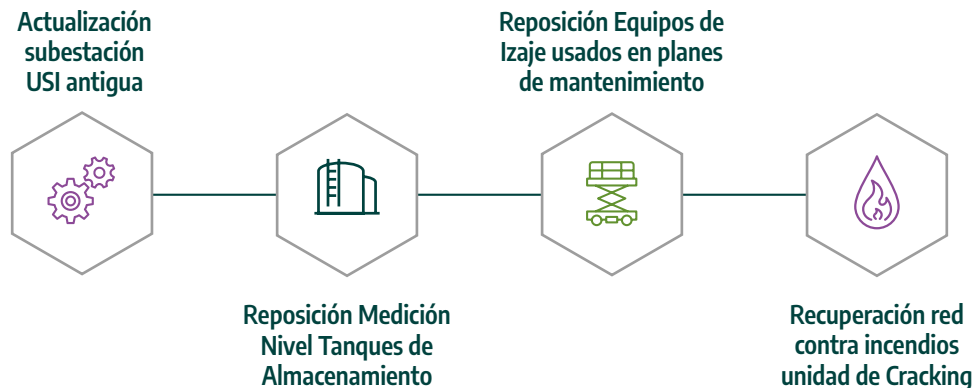 Actualización
subestación
USI antigua
Reposición Medición
Nivel Tanques de
Almacenamiento
Reposición Equipos de
Izaje usados en planes
de mantenimiento
Recuperación red
contra incendios
unidad de Cracking